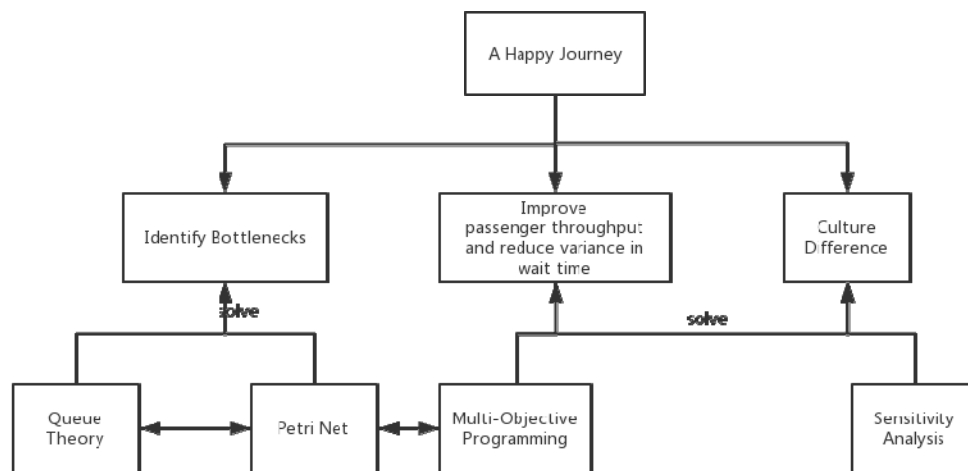 A Happy Journey
Identify Bottlenecks
Improve
passenger throughput
and reduce variance in
wait time
Culture
Difference
solve
solve
Queue
Theory
Petri Net
Multi-Objective
Programming
Sensitivity
Analysis